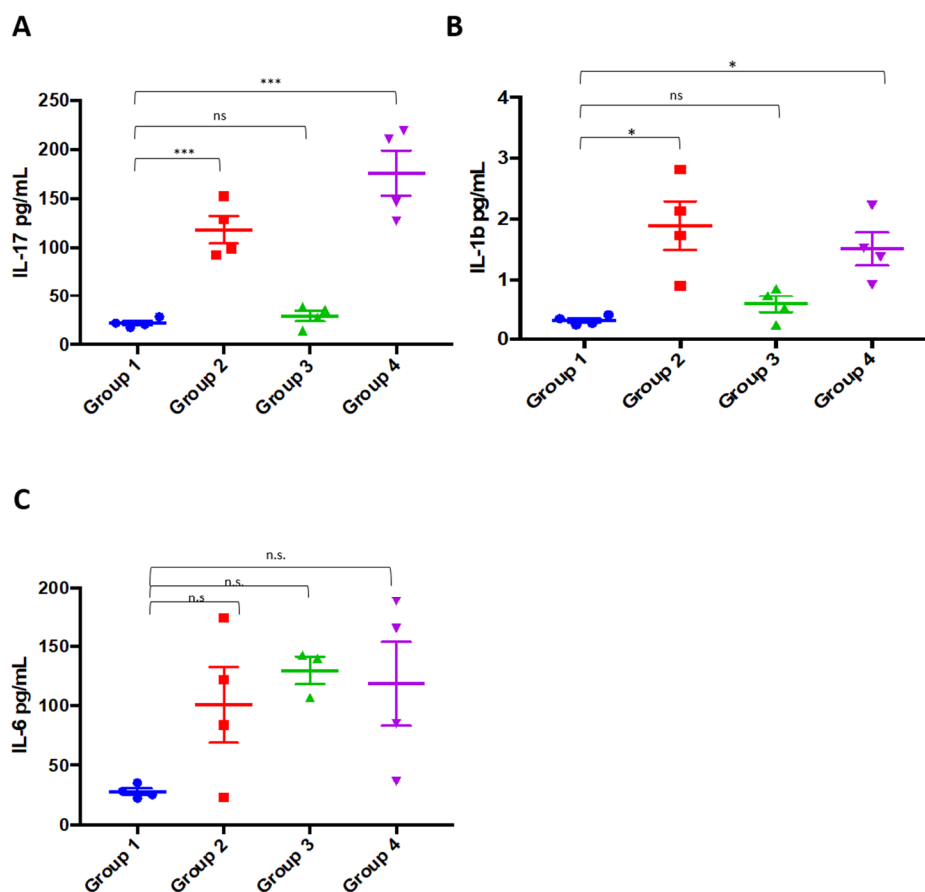 A
***
ns
***
250
200
150
100
50
0
IL-17 pg/mL
Group 1
Group 2
Group 3
Group 4
B
*
ns
*
4
3
2
1
0
IL-1b pg/mL
Group 1
Group 2
Group 3
Group 4
C
n.s.
n.s.
n.s
200
150
100
50
0
IL-6 pg/mL
Group 1
Group 2
Group 3
Group 4